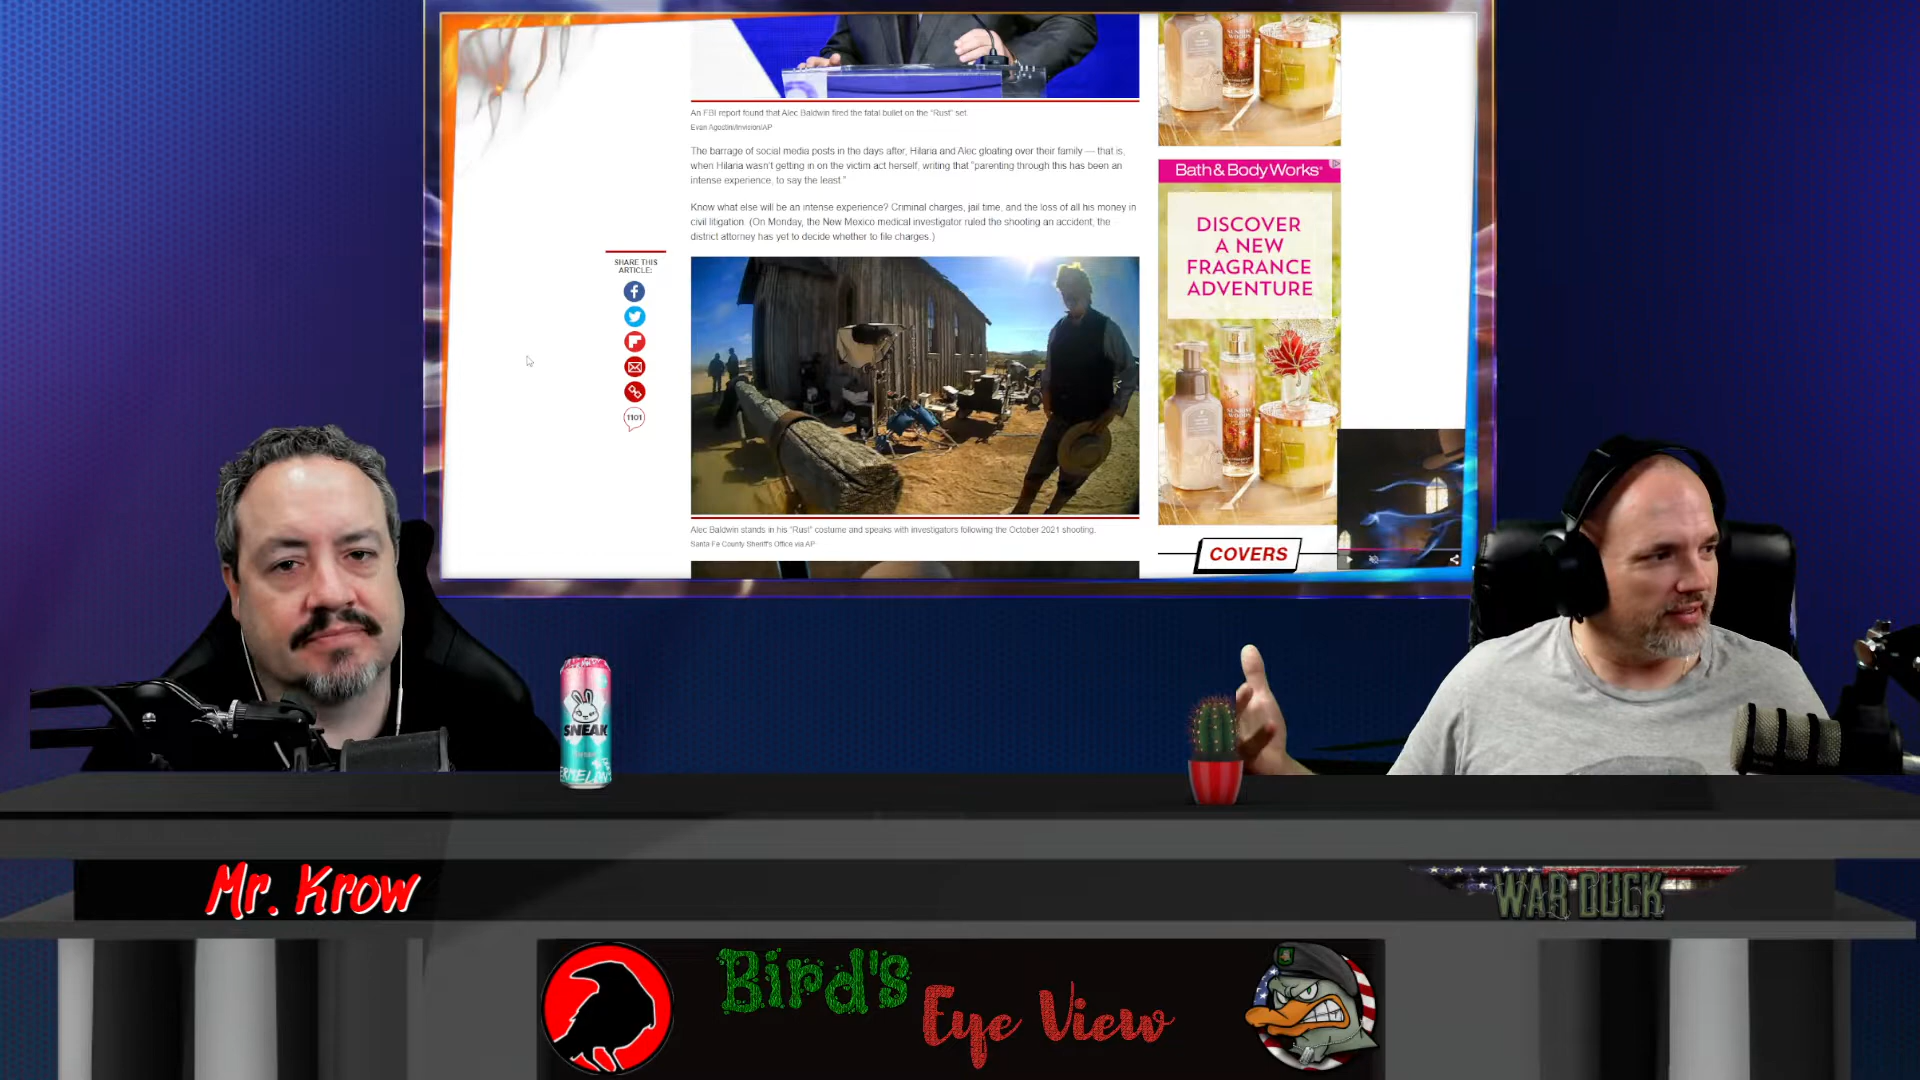 An FBI report found that Alec Baldwin fired the fatal bullet on the "Rust" set.
Evan Agostini/Invision/AP
The barrage of social media posts in the days after, Hilaria and Alec gloating over their family — that is,
when Hilaria wasn't getting in on the victim act herself, writing that "parenting through this has been an
intense experience, to say the least."
Know what else will be an intense experience? Criminal charges, jail time, and the loss of all his money in
civil litigation. (On Monday, the New Mexico medical investigator ruled the shooting an accident; the
district attorney has yet to decide whether to file charges.)
SHARE THIS
ARTICLE:
1101
Alec Baldwin stands in his "Rust" costume and speaks with investigators following the October 2021 shooting.
Santa Fe County Sheriff's Office via AP
Bath & Body Works®
DISCOVER
A NEW
FRAGRANCE
ADVENTURE
COVERS
SNEAK
Mr. Krow
WAR DUCK
Bird's
Eye View